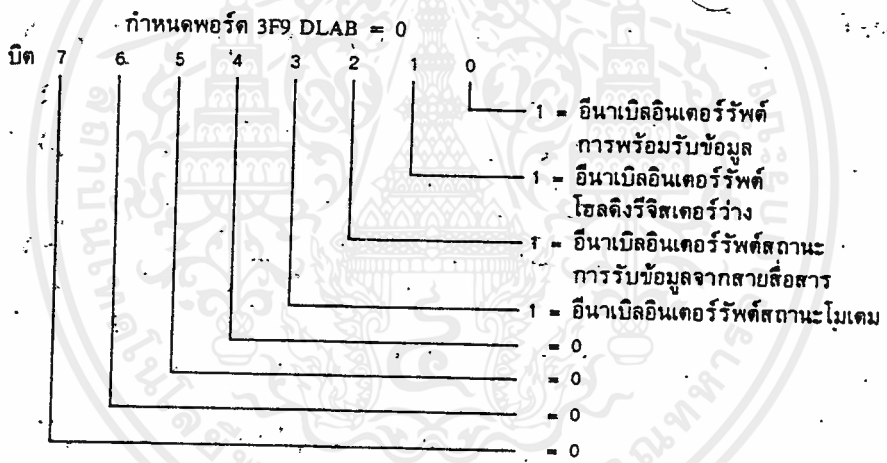 กำหนดพอร์ต 3F9 DLAB = 0
บิต 7 6 5 4 3 2 1 0
1 = อีนาเบิลอินเตอร์รัพต์
การพร้อมรับข้อมูล
1 = อีนาเบิลอินเตอร์รัพต์
โฮลดิงรีจิสเตอร์ว่าง
1 = อีนาเบิลอินเตอร์รัพต์สถานะ
การรับข้อมูลจากสายสื่อสาร
1 = อีนาเบิลอินเตอร์รัพต์สถานะโมเดม
= 0
= 0
= 0
= 0